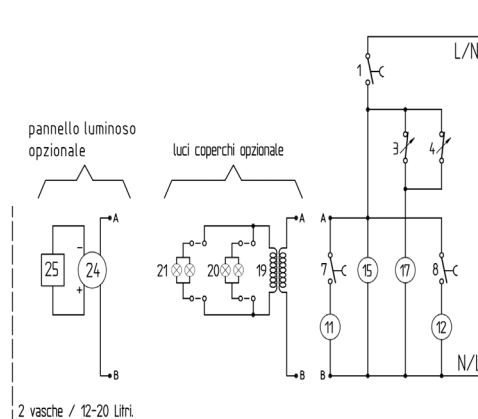 L/N
1
pannello luminoso
opzionale
luci coperchi opzionale
3
4
A
A
A
21
20
19
7
15
17
8
25
-
+
24
11
12
N/L
B
B
B
2 vasche / 12-20 Litri.